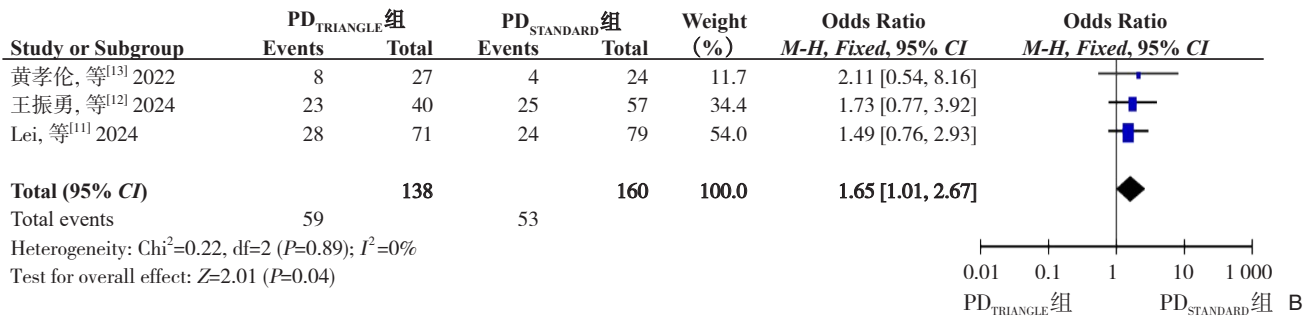 PD_TRIANGLE组 PD_STANDARD组 Weight Odds Ratio Odds Ratio
Study or Subgroup Events Total Events Total （%） M-H, Fixed, 95% CI M-H, Fixed, 95% CI
黄孝伦, 等[13] 2022 8 27 4 24 11.7 2.11 [0.54, 8.16]
王振勇, 等[12] 2024 23 40 25 57 34.4 1.73 [0.77, 3.92]
Lei, 等[11] 2024 28 71 24 79 54.0 1.49 [0.76, 2.93]
Total (95% CI) 138 160 100.0 1.65 [1.01, 2.67]
Total events 59 53
Heterogeneity: Chi²=0.22, df=2 (P=0.89); I²=0%
Test for overall effect: Z=2.01 (P=0.04)
0.01 0.1 1 10 1 000
PD_TRIANGLE组 PD_STANDARD组 B